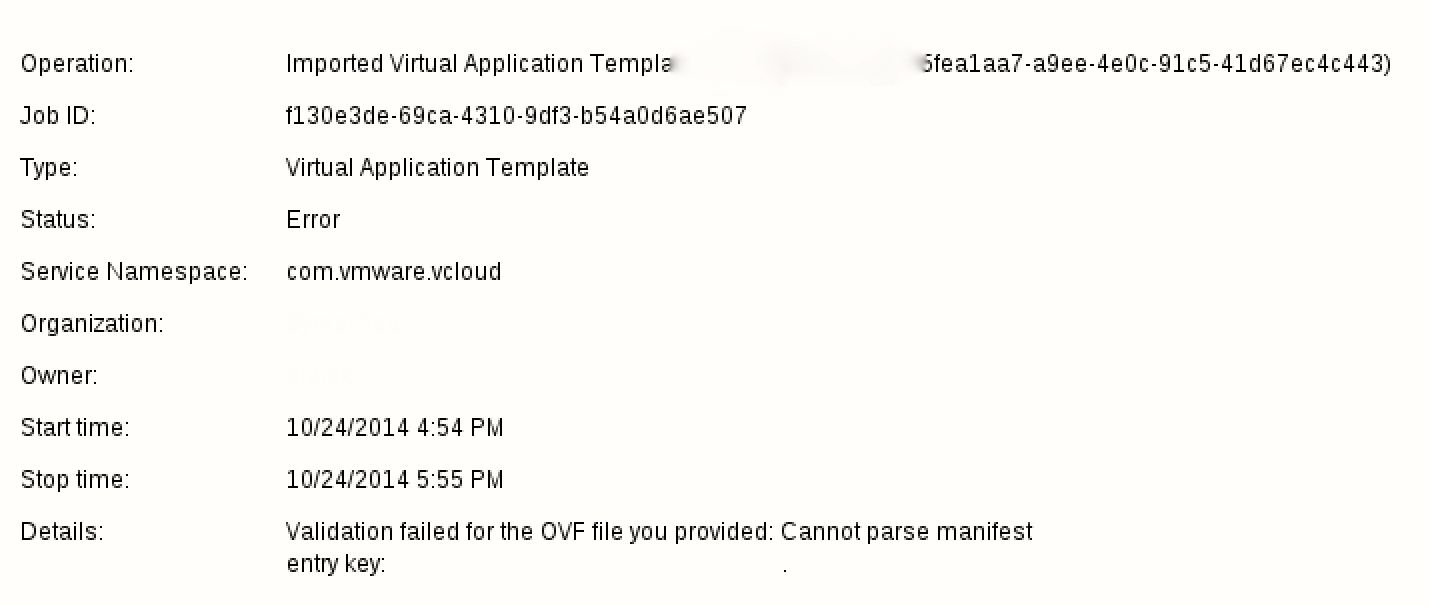 Operation: Imported Virtual Application Templa 5fea1aa7-a9ee-4e0c-91c5-41d67ec4c443)
Job ID: f130e3de-69ca-4310-9df3-b54a0d6ae507
Type: Virtual Application Template
Status: Error
Service Namespace: com.vmware.vcloud
Organization:
Owner:
Start time: 10/24/2014 4:54 PM
Stop time: 10/24/2014 5:55 PM
Details: Validation failed for the OVF file you provided: Cannot parse manifest
entry key: .